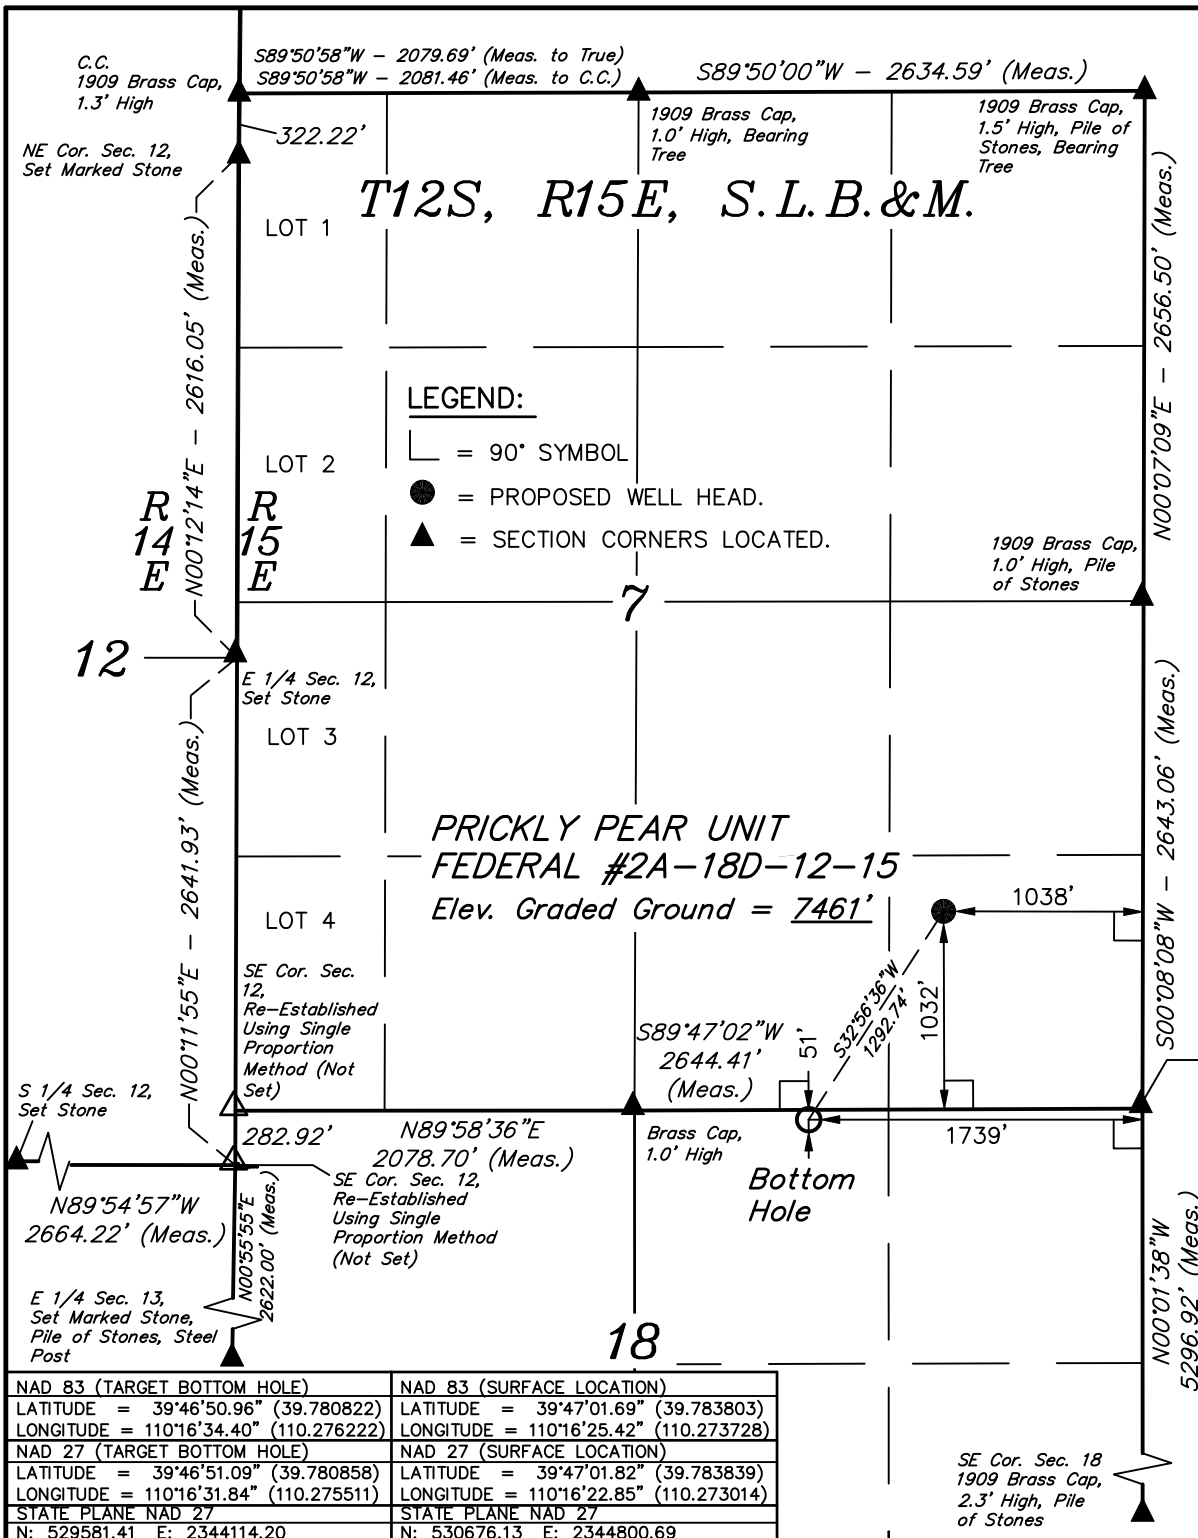 C.C.
1909 Brass Cap,
1.3' High
S89°50'58"W - 2079.69' (Meas. to True)
S89°50'58"W - 2081.46' (Meas. to C.C.)
S89°50'00"W - 2634.59' (Meas.)
322.22'
1909 Brass Cap,
1.0' High, Bearing
Tree
1909 Brass Cap,
1.5' High, Pile of
Stones, Bearing
Tree
NE Cor. Sec. 12,
Set Marked Stone
T12S, R15E, S.L.B.&M.
LOT 1
N00°12'14"E - 2616.05' (Meas.)
N00°07'09"E - 2656.50' (Meas.)
LEGEND:
= 90° SYMBOL
= PROPOSED WELL HEAD.
= SECTION CORNERS LOCATED.
LOT 2
R
14
E
R
15
E
1909 Brass Cap,
1.0' High, Pile
of Stones
7
12
E 1/4 Sec. 12,
Set Stone
LOT 3
N00°11'55"E - 2641.93' (Meas.)
S00°08'08"W - 2643.06' (Meas.)
PRICKLY PEAR UNIT
FEDERAL #2A-18D-12-15
Elev. Graded Ground = 7461'
LOT 4
1038'
1032'
S32°56'36"W
1292.74'
51'
SE Cor. Sec.
12,
Re-Established
Using Single
Proportion
Method (Not
Set)
S89°47'02"W
2644.41'
(Meas.)
S 1/4 Sec. 12,
Set Stone
282.92'
N89°58'36"E
2078.70' (Meas.)
Brass Cap,
1.0' High
1739'
Bottom
Hole
N89°54'57"W
2664.22' (Meas.)
SE Cor. Sec. 12,
Re-Established
Using Single
Proportion Method
(Not Set)
N00°55'55"E
2622.00' (Meas.)
N00°01'38"W
5296.92' (Meas.)
E 1/4 Sec. 13,
Set Marked Stone,
Pile of Stones, Steel
Post
18
NAD 83 (TARGET BOTTOM HOLE)
LATITUDE = 39°46'50.96" (39.780822)
LONGITUDE = 110°16'34.40" (110.276222)
NAD 27 (TARGET BOTTOM HOLE)
LATITUDE = 39°46'51.09" (39.780858)
LONGITUDE = 110°16'31.84" (110.275511)
STATE PLANE NAD 27
N: 529581.41 E: 2344114.20
NAD 83 (SURFACE LOCATION)
LATITUDE = 39°47'01.69" (39.783803)
LONGITUDE = 110°16'25.42" (110.273728)
NAD 27 (SURFACE LOCATION)
LATITUDE = 39°47'01.82" (39.783839)
LONGITUDE = 110°16'22.85" (110.273014)
STATE PLANE NAD 27
N: 530676.13 E: 2344800.69
SE Cor. Sec. 18
1909 Brass Cap,
2.3' High, Pile
of Stones